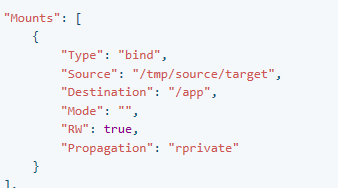 "Mounts": [
    {
        "Type": "bind",
        "Source": "/tmp/source/target",
        "Destination": "/app",
        "Mode": "",
        "RW": true,
        "Propagation": "rprivate"
    }
],